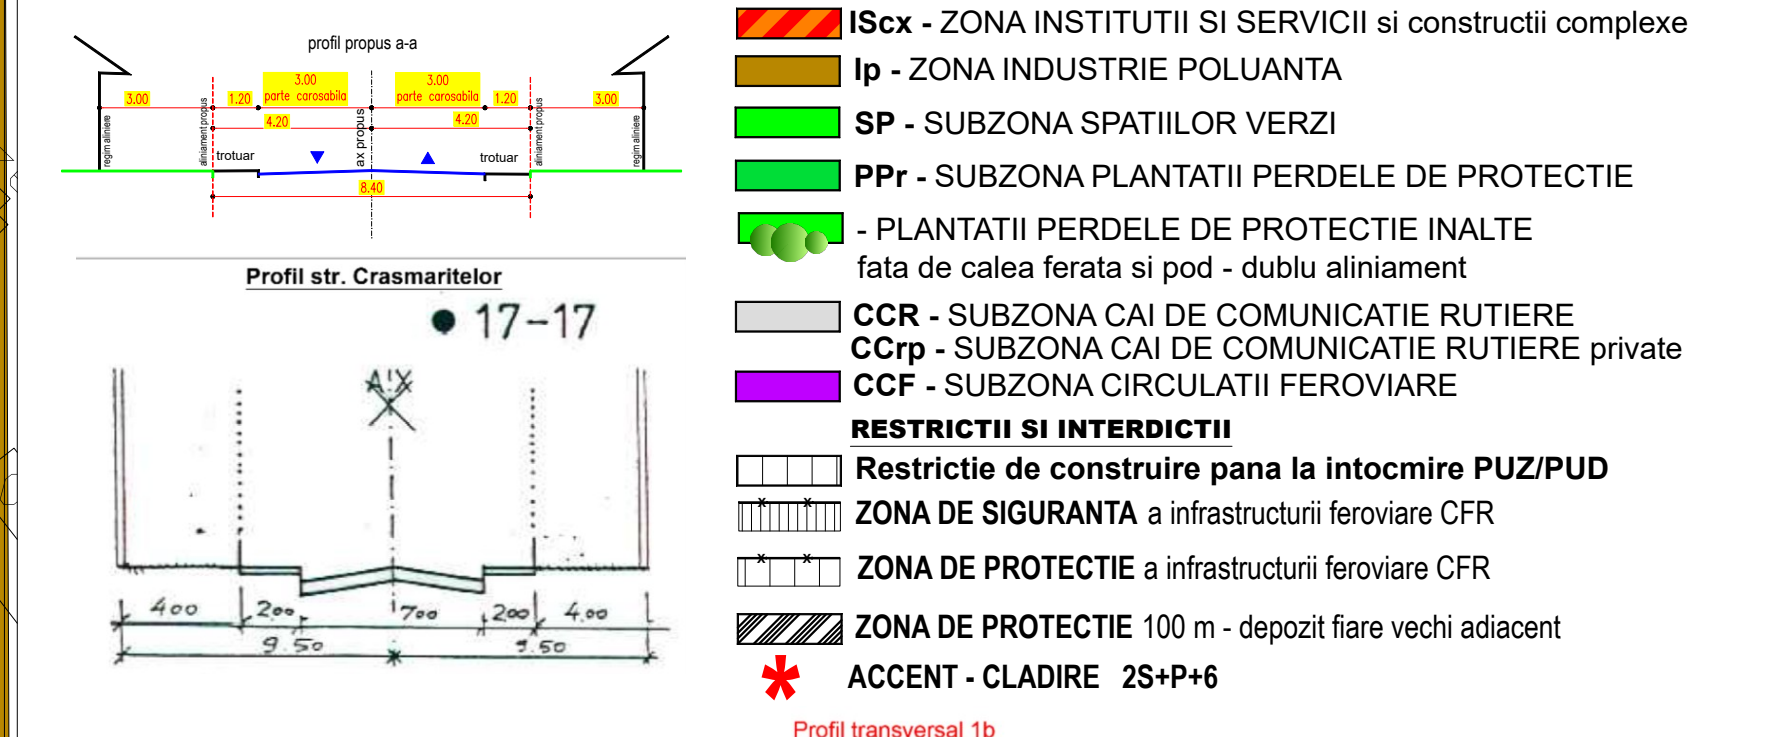 profil propus a-a
3.00
3.00
parte carosabila
parte carosabila
3.00
1.20
1.20
3.00
4.20
4.20
regim aliniere
aliniament propus
ax propus
aliniament propus
regim aliniere
trotuar
trotuar
8.40
Profil str. Crasmaritelor
17-17
AX
400
200
700
200
4.00
9.50
9.50
IScx - ZONA INSTITUTII SI SERVICII si constructii complexe
Ip - ZONA INDUSTRIE POLUANTA
SP - SUBZONA SPATIILOR VERZI
PPr - SUBZONA PLANTATII PERDELE DE PROTECTIE
- PLANTATII PERDELE DE PROTECTIE INALTE
fata de calea ferata si pod - dublu aliniament
CCR - SUBZONA CAI DE COMUNICATIE RUTIERE
CCrp - SUBZONA CAI DE COMUNICATIE RUTIERE private
CCF - SUBZONA CIRCULATII FEROVIARE
RESTRICTII SI INTERDICTII
Restrictie de construire pana la intocmire PUZ/PUD
ZONA DE SIGURANTA a infrastructurii feroviare CFR
ZONA DE PROTECTIE a infrastructurii feroviare CFR
ZONA DE PROTECTIE 100 m - depozit fiare vechi adiacent
ACCENT - CLADIRE 2S+P+6
Profil transversal 1b